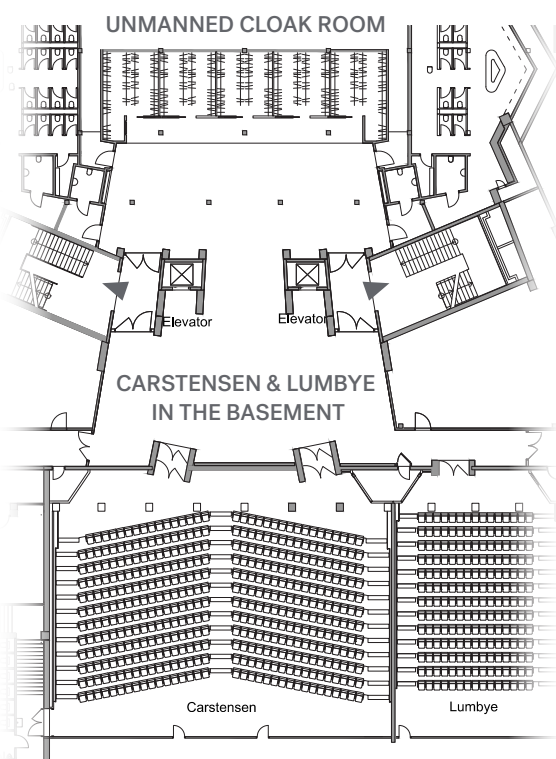 UNMANNED CLOAK ROOM
Elevator
Elevator
CARSTENSEN & LUMBYE
IN THE BASEMENT
Carstensen
Lumbye